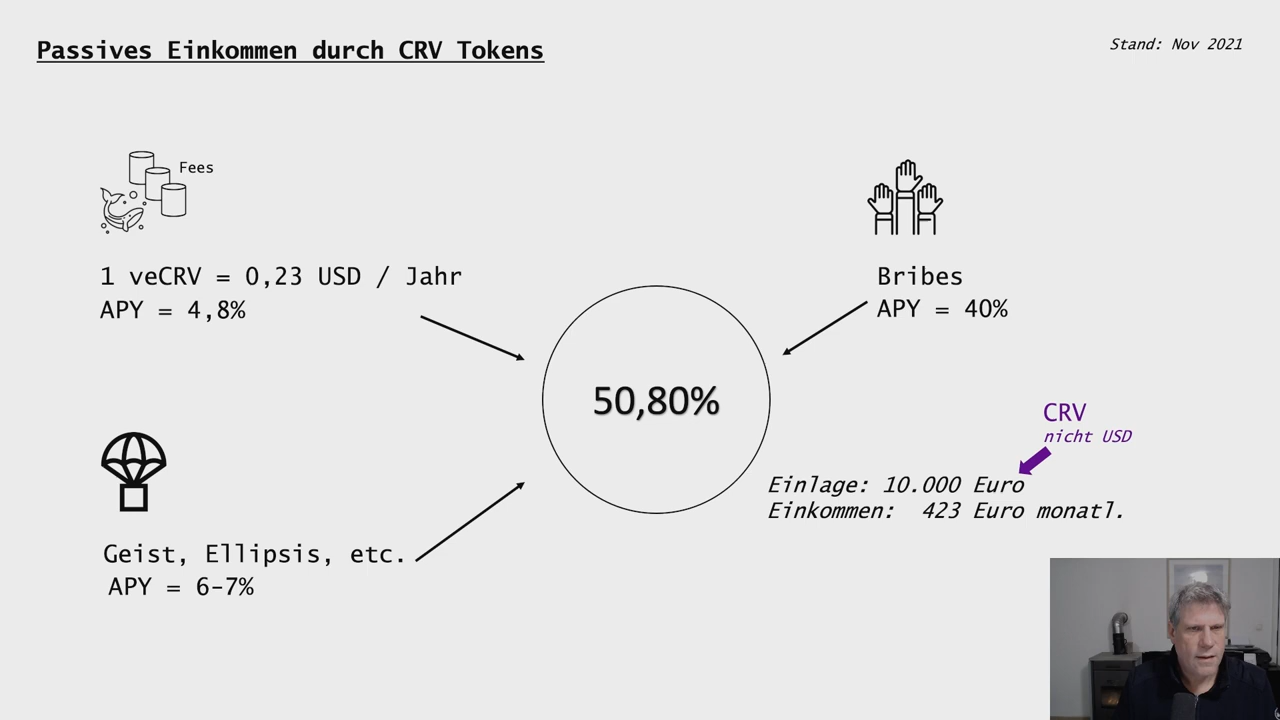 Passives Einkommen durch CRV Tokens
Stand: Nov 2021
Fees
1 veCRV = 0,23 USD / Jahr
APY = 4,8%
Bribes
APY = 40%
50,80%
CRV
nicht USD
Einlage: 10.000 Euro
Einkommen:  423 Euro monatl.
Geist, Ellipsis, etc.
APY = 6-7%